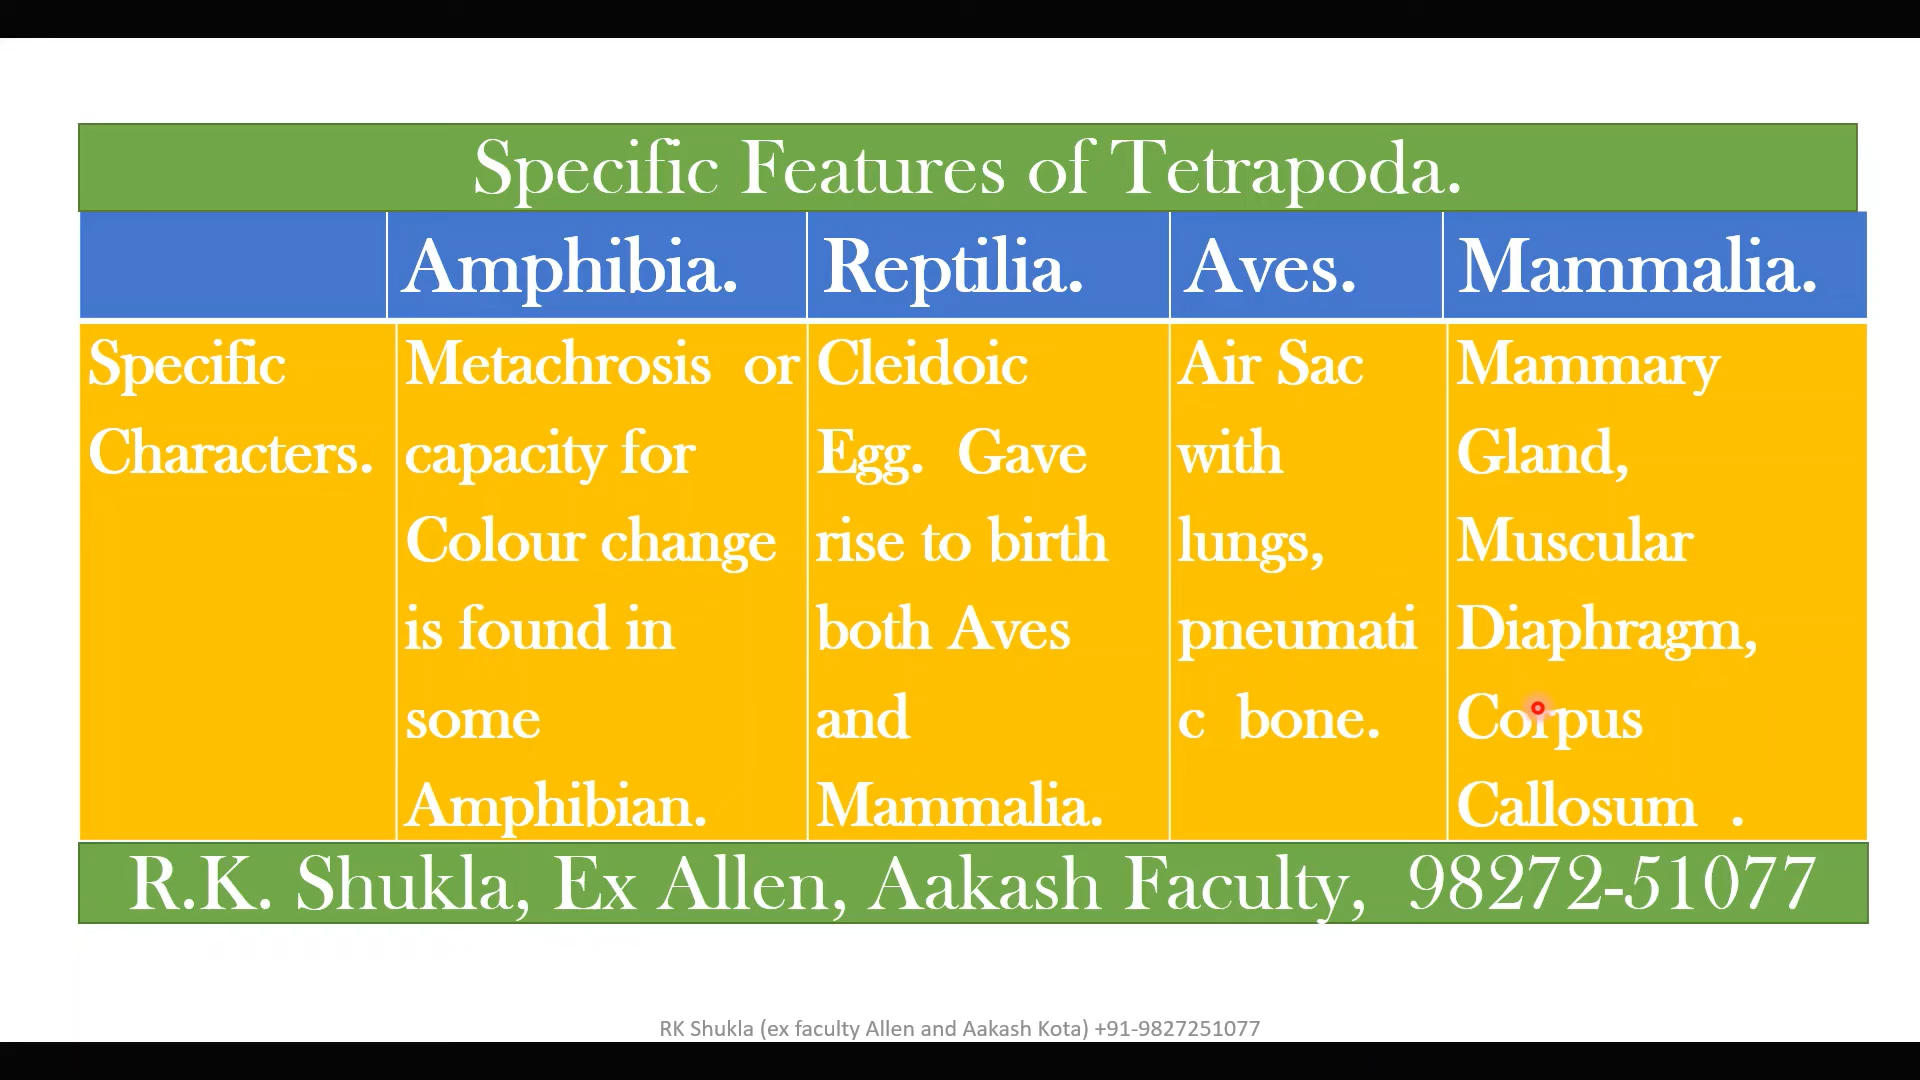 Specific Features of Tetrapoda.
Amphibia.
Reptilia.
Aves.
Mammalia.
Specific
Characters.
Metachrosis or
capacity for
Colour change
is found in
some
Amphibian.
Cleidoic
Egg. Gave
rise to birth
both Aves
and
Mammalia.
Air Sac
with
lungs,
pneumati
c bone.
Mammary
Gland,
Muscular
Diaphragm,
Corpus
Callosum .
R.K. Shukla, Ex Allen, Aakash Faculty, 98272-51077
RK Shukla (ex faculty Allen and Aakash Kota) +91-9827251077